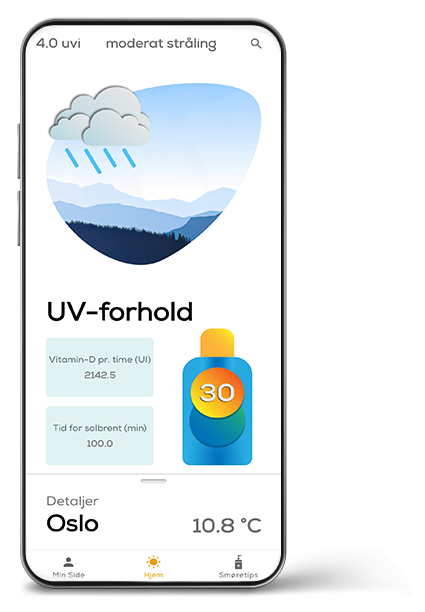 4.0 uvi moderat stråling
UV-forhold
Vitamin-D pr. time (UI)
2142.5
30
Tid for solbrent (min)
100.0
Detaljer
Oslo
10.8 °C
Min Side
Hjem
Smøretips